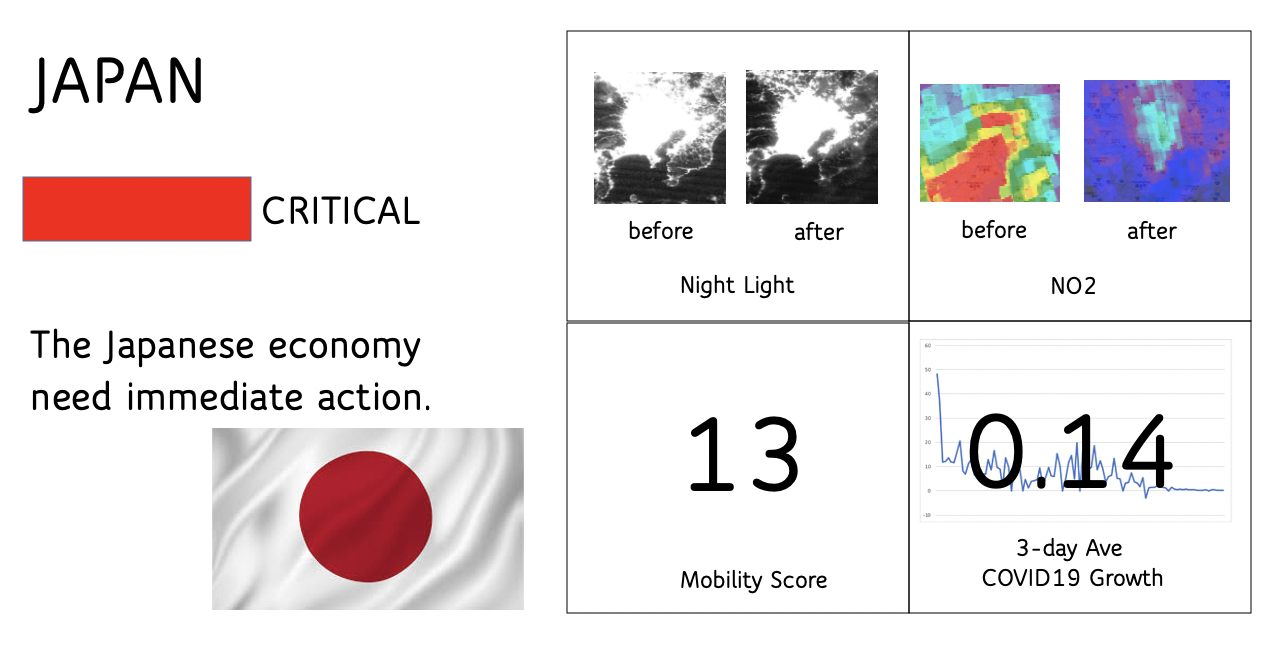 JAPAN
CRITICAL
The Japanese economy
need immediate action.
before
after
Night Light
before
after
NO2
13
Mobility Score
60
50
40
30
20
10
0
-10
0.14
3-day Ave
COVID19 Growth